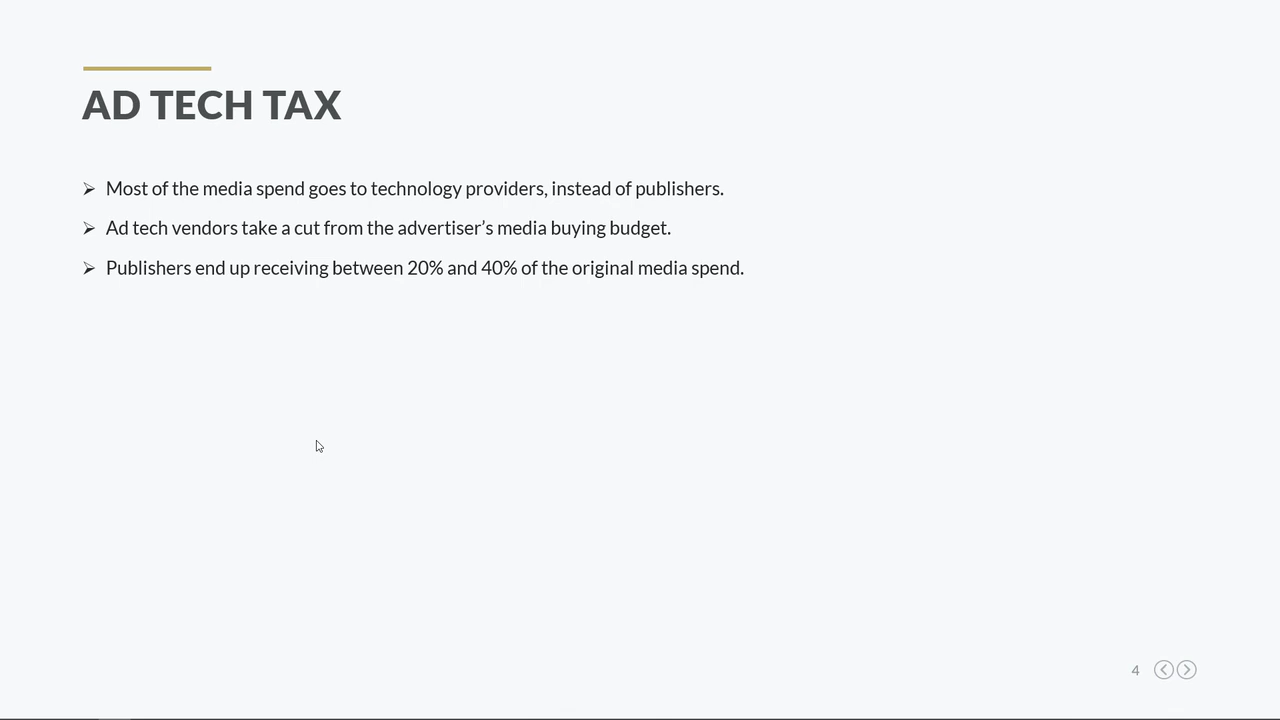 AD TECH TAX
➢ Most of the media spend goes to technology providers, instead of publishers.
➢ Ad tech vendors take a cut from the advertiser’s media buying budget.
➢ Publishers end up receiving between 20% and 40% of the original media spend.
4